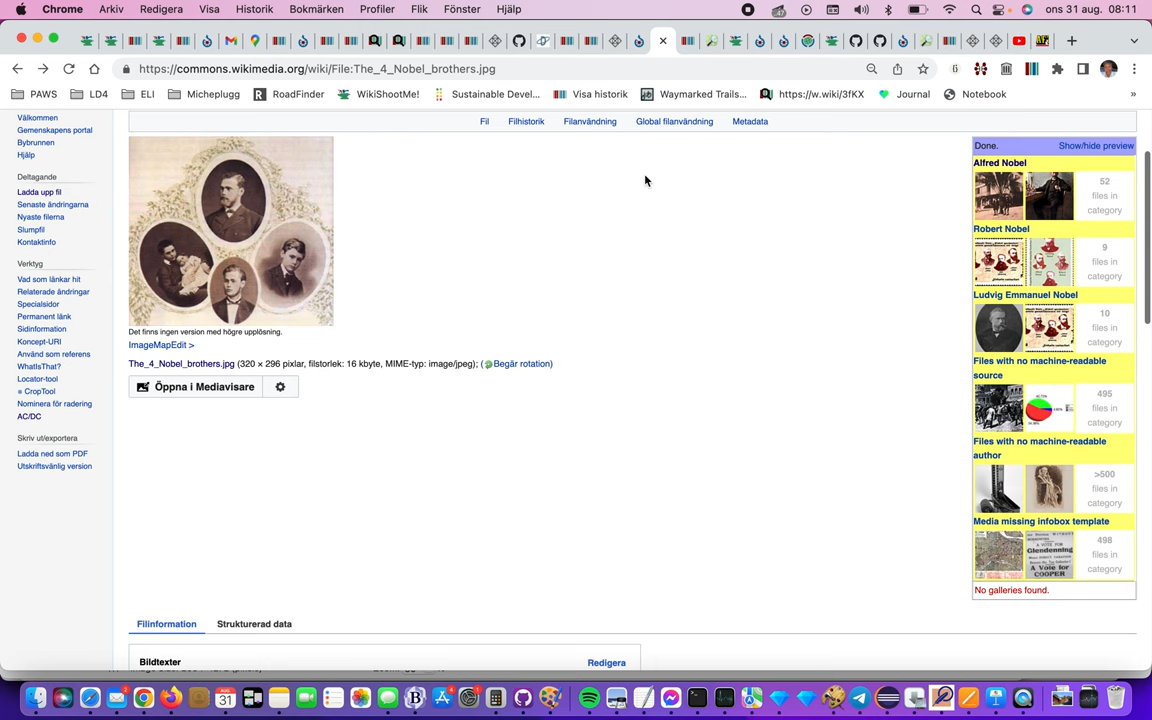 Chrome Arkiv Redigera Visa Historik Bokmärken Profiler Flik Fönster Hjälp ons 31 aug. 08:11
https://commons.wikimedia.org/wiki/File:The_4_Nobel_brothers.jpg
PAWS LD4 ELI Micheplugg RoadFinder WikiShootMe! Sustainable Devel... Visa historik Waymarked Trails... https://w.wiki/3fKX Journal Notebook »
Fil Filhistorik Filanvändning Global filanvändning Metadata
Välkommen
Gemenskapens portal
Bybrunnen
Hjälp
Deltagande
Ladda upp fil
Senaste ändringarna
Nyaste filerna
Slumpfil
Kontaktinfo
Verktyg
Vad som länkar hit
Relaterade ändringar
Specialsidor
Permanent länk
Sidinformation
Koncept-URI
Använd som referens
WhatIsThat?
Locator-tool
CropTool
Nominera för radering
AC/DC
Skriv ut/exportera
Ladda ned som PDF
Utskriftsvänlig version
Det finns ingen version med högre upplösning.
ImageMapEdit >
The_4_Nobel_brothers.jpg (320 × 296 pixlar, filstorlek: 16 kbyte, MIME-typ: image/jpeg); (Begär rotation)
Öppna i Mediavisare
Done. Show/hide preview
Alfred Nobel
52
files in
category
Robert Nobel
9
files in
category
Ludvig Emmanuel Nobel
10
files in
category
Files with no machine-readable
source
495
files in
category
Files with no machine-readable
author
>500
files in
category
Media missing infobox template
498
files in
category
Glendenning
A Vote for
COOPER
No galleries found.
Filinformation Strukturerad data
Bildtexter Redigera